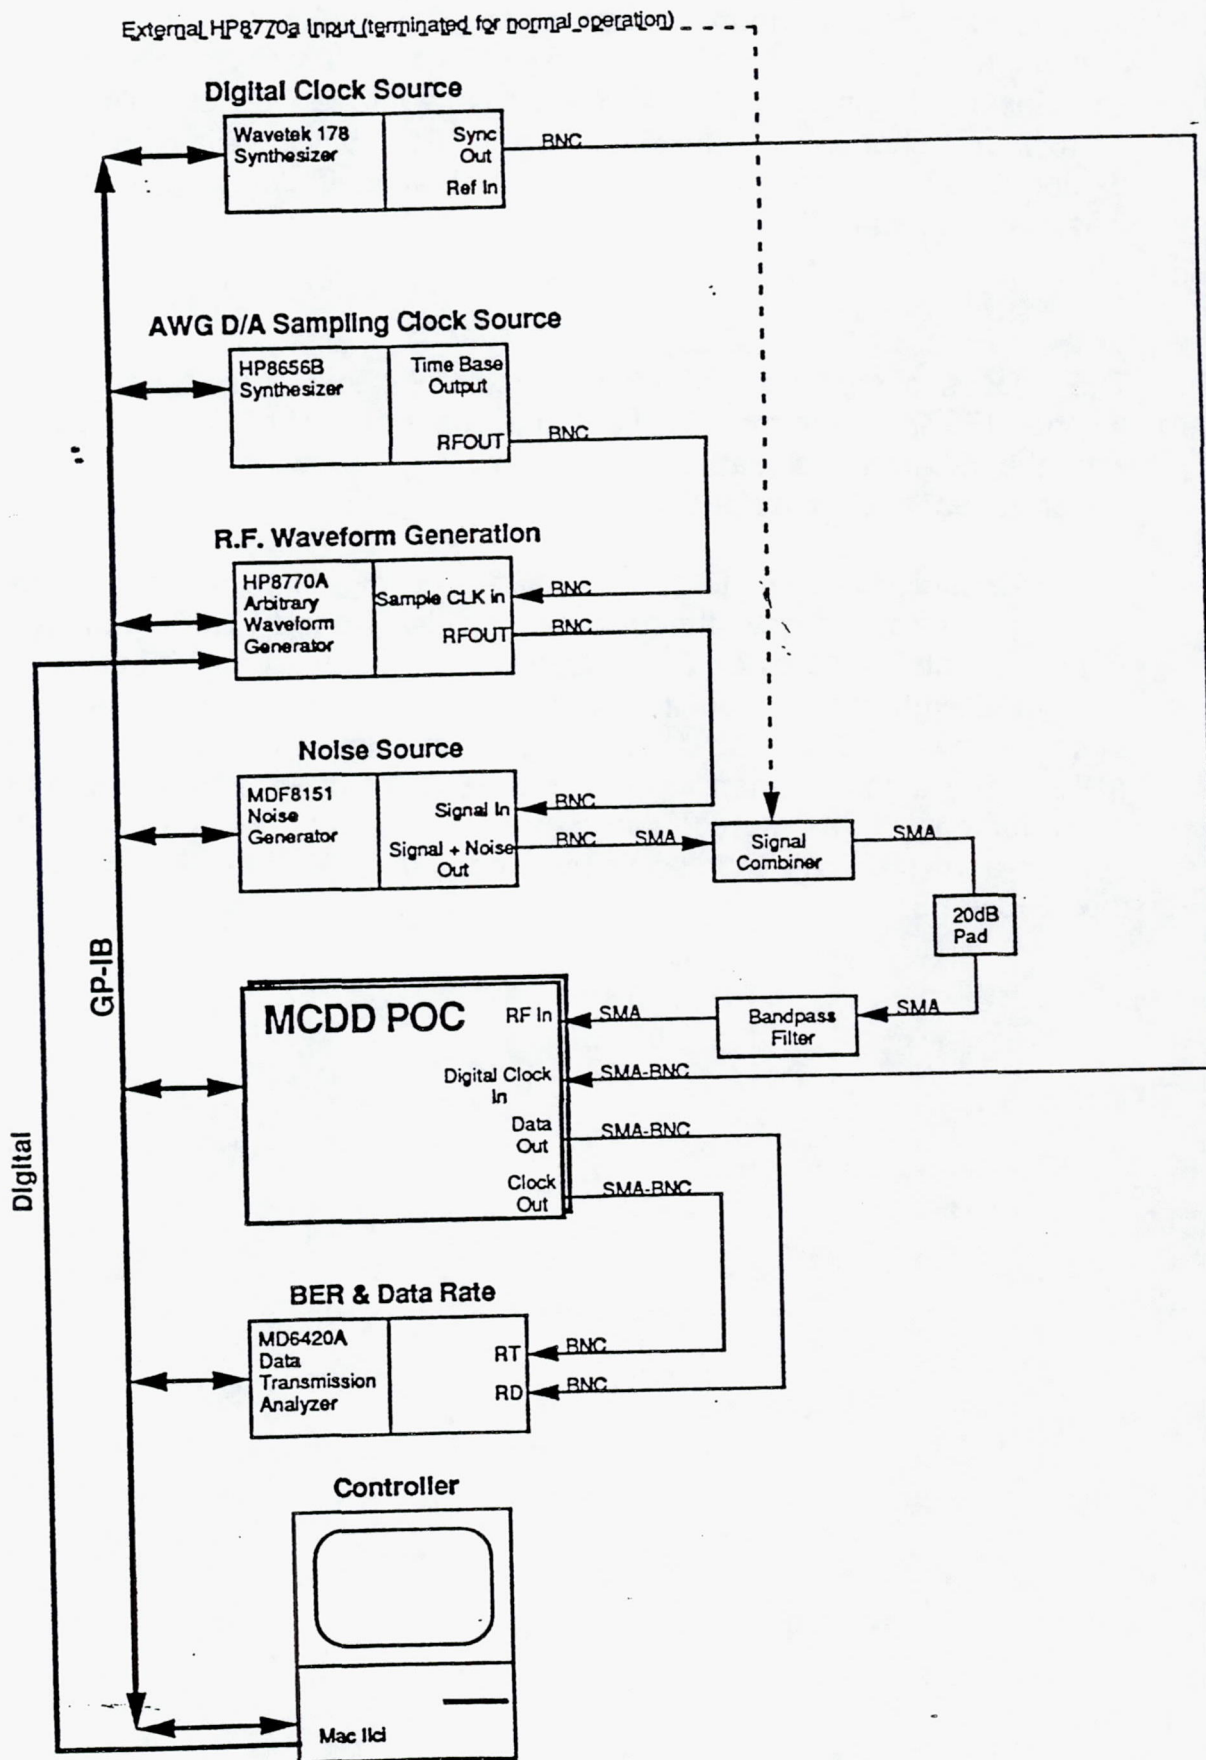 External HP8770a Input (terminated for normal operation)
Digital Clock Source
Wavetek 178
Synthesizer
Sync
Out
Ref In
BNC
AWG D/A Sampling Clock Source
HP8656B
Synthesizer
Time Base
Output
RFOUT
BNC
R.F. Waveform Generation
HP8770A
Arbitrary
Waveform
Generator
Sample CLK in
RFOUT
BNC
BNC
Noise Source
MDF8151
Noise
Generator
Signal In
Signal + Noise
Out
BNC
BNC
SMA
Signal
Combiner
SMA
20dB
Pad
GP-IB
MCDD POC
RF In
SMA
Bandpass
Filter
SMA
Digital Clock
In
SMA-BNC
Data
Out
SMA-BNC
Clock
Out
SMA-BNC
Digital
BER & Data Rate
MD6420A
Data
Transmission
Analyzer
RT
RD
BNC
BNC
Controller
Mac IIci